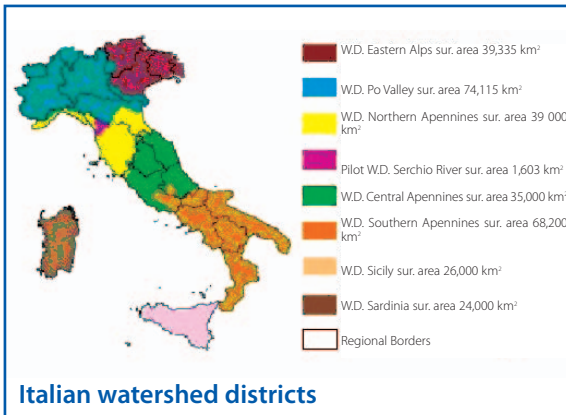 W.D. Eastern Alps sur. area 39,335 km²
W.D. Po Valley sur. area 74,115 km²
W.D. Northern Apennines sur. area 39 000
km²
Pilot W.D. Serchio River sur. area 1,603 km²
W.D. Central Apennines sur. area 35,000 km²
W.D. Southern Apennines sur. area 68,200
km²
W.D. Sicily sur. area 26,000 km²
W.D. Sardinia sur. area 24,000 km²
Regional Borders
Italian watershed districts